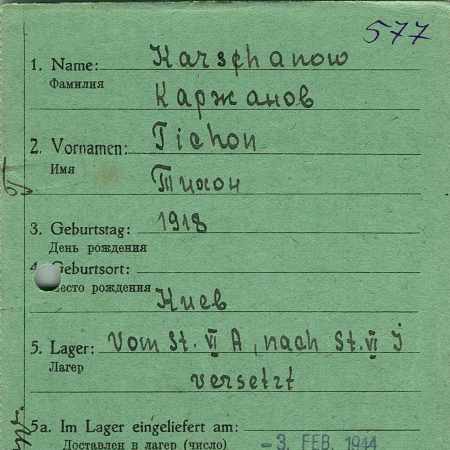 577
1. Name: Karschanow
Фамилия
Каржанов
2. Vornamen: Tichon
Имя
Тихон
3. Geburtstag: 1918
День рождения
4. Geburtsort:
место рождения
Киев
5. Lager: Vom St. VI A, nach St. VI J
Лагер
versetzt
5a. Im Lager eingeliefert am:
Доставлен в лагер (число) -3. FEB. 1944